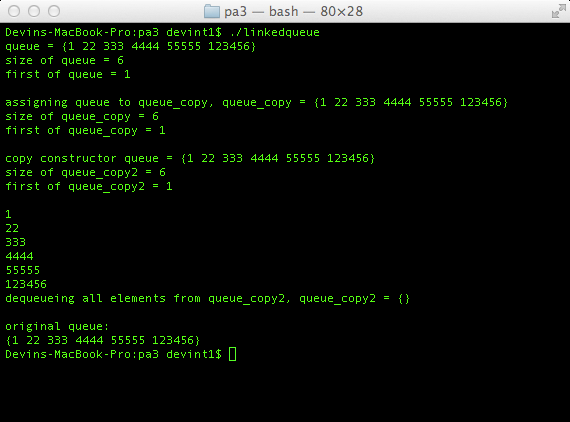 pa3 — bash — 80×28
Devins-MacBook-Pro:pa3 devint1$ ./linkedqueue
queue = {1 22 333 4444 55555 123456}
size of queue = 6
first of queue = 1

assigning queue to queue_copy, queue_copy = {1 22 333 4444 55555 123456}
size of queue_copy = 6
first of queue_copy = 1

copy constructor queue = {1 22 333 4444 55555 123456}
size of queue_copy2 = 6
first of queue_copy2 = 1

1
22
333
4444
55555
123456
dequeueing all elements from queue_copy2, queue_copy2 = {}

original queue:
{1 22 333 4444 55555 123456}
Devins-MacBook-Pro:pa3 devint1$